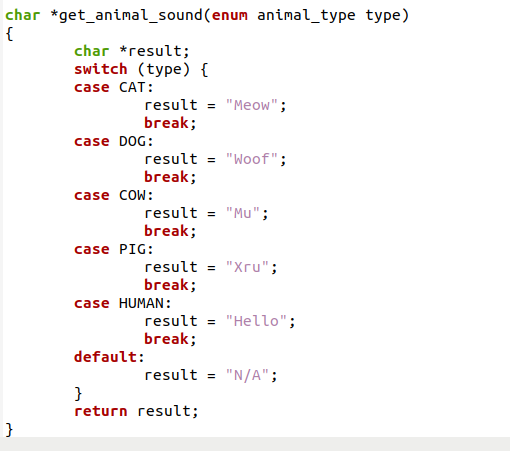 char *get_animal_sound(enum animal_type type)
{
        char *result;
        switch (type) {
        case CAT:
                result = "Meow";
                break;
        case DOG:
                result = "Woof";
                break;
        case COW:
                result = "Mu";
                break;
        case PIG:
                result = "Xru";
                break;
        case HUMAN:
                result = "Hello";
                break;
        default:
                result = "N/A";
        }
        return result;
}